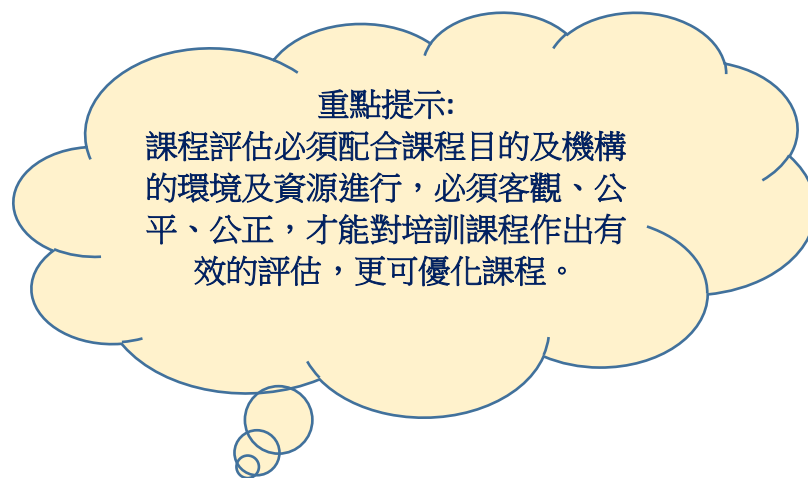 重點提示:
課程評估必須配合課程目的及機構
的環境及資源進行，必須客觀、公
平、公正，才能對培訓課程作出有
效的評估，更可優化課程。